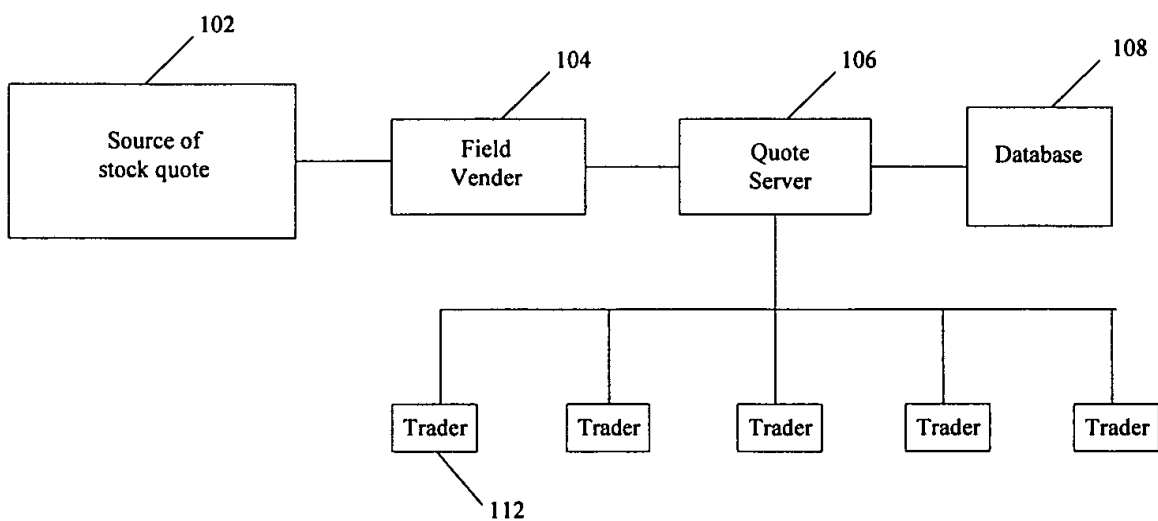 102
104
106
108
Source of
stock quote
Field
Vender
Quote
Server
Database
Trader
Trader
Trader
Trader
Trader
112